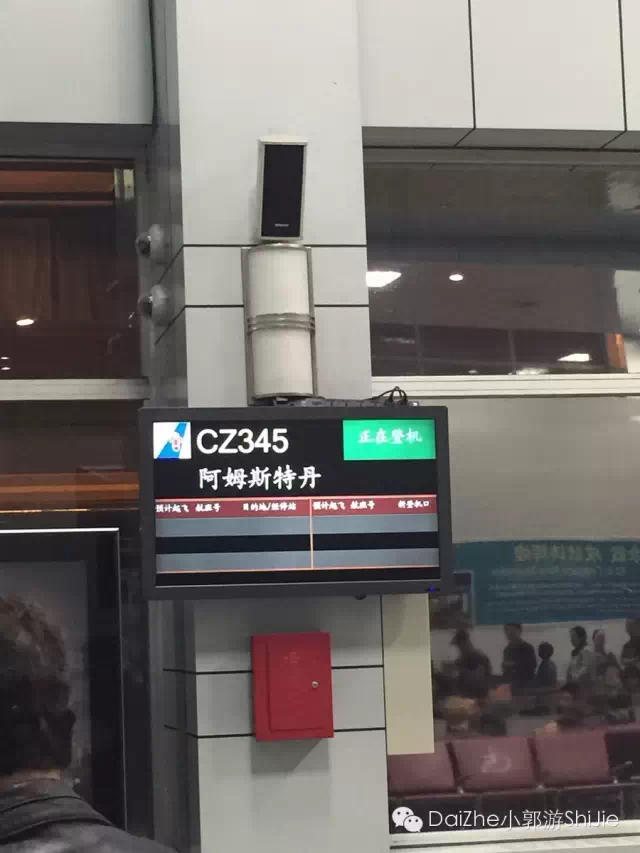 CZ345 正在登机
阿姆斯特丹
预计起飞 航班号 目的地/经停站 预计起飞 航班号 新登机口
DaiZhe小郭游ShiJie